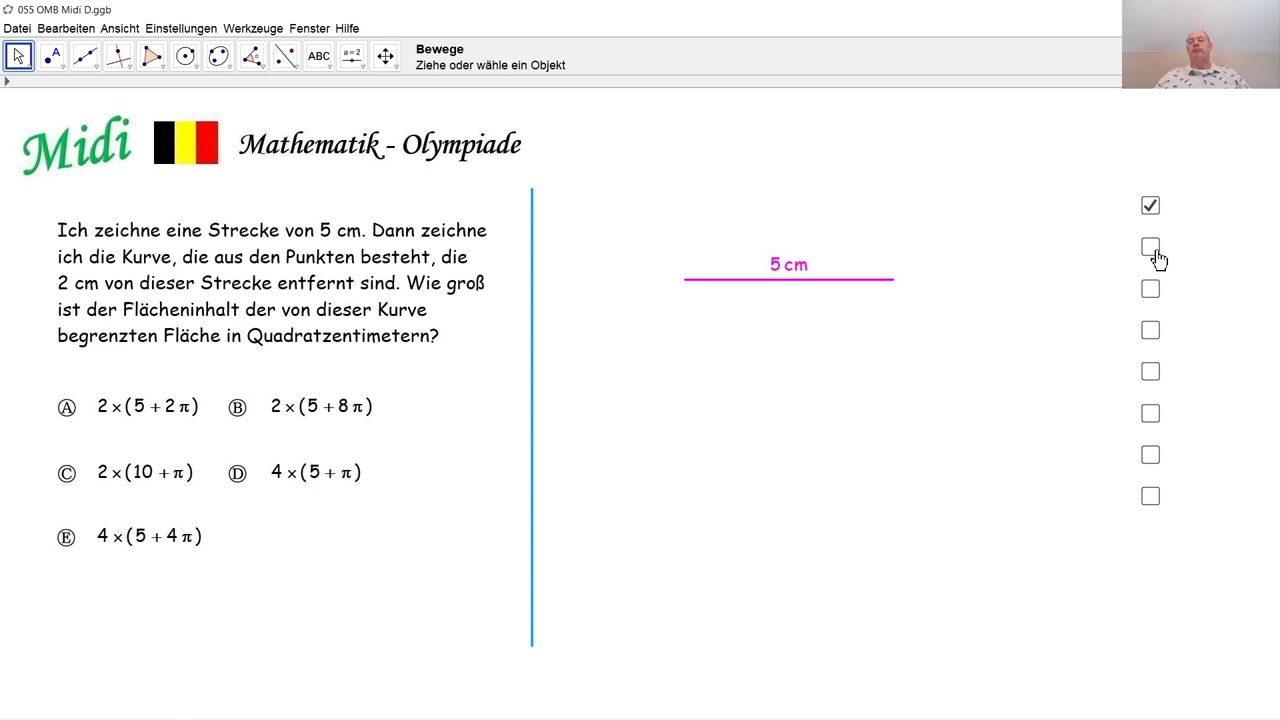 055 OMB Midi D.ggb
Datei Bearbeiten Ansicht Einstellungen Werkzeuge Fenster Hilfe
A ABC a=2 Bewege
Ziehe oder wähle ein Objekt
Midi Mathematik - Olympiade
Ich zeichne eine Strecke von 5 cm. Dann zeichne
ich die Kurve, die aus den Punkten besteht, die
2 cm von dieser Strecke entfernt sind. Wie groß
ist der Flächeninhalt der von dieser Kurve
begrenzten Fläche in Quadratzentimetern?
Ⓐ 2×(5+2π) Ⓑ 2×(5+8π)
Ⓒ 2×(10+π) Ⓓ 4×(5+π)
Ⓔ 4×(5+4π)
5 cm